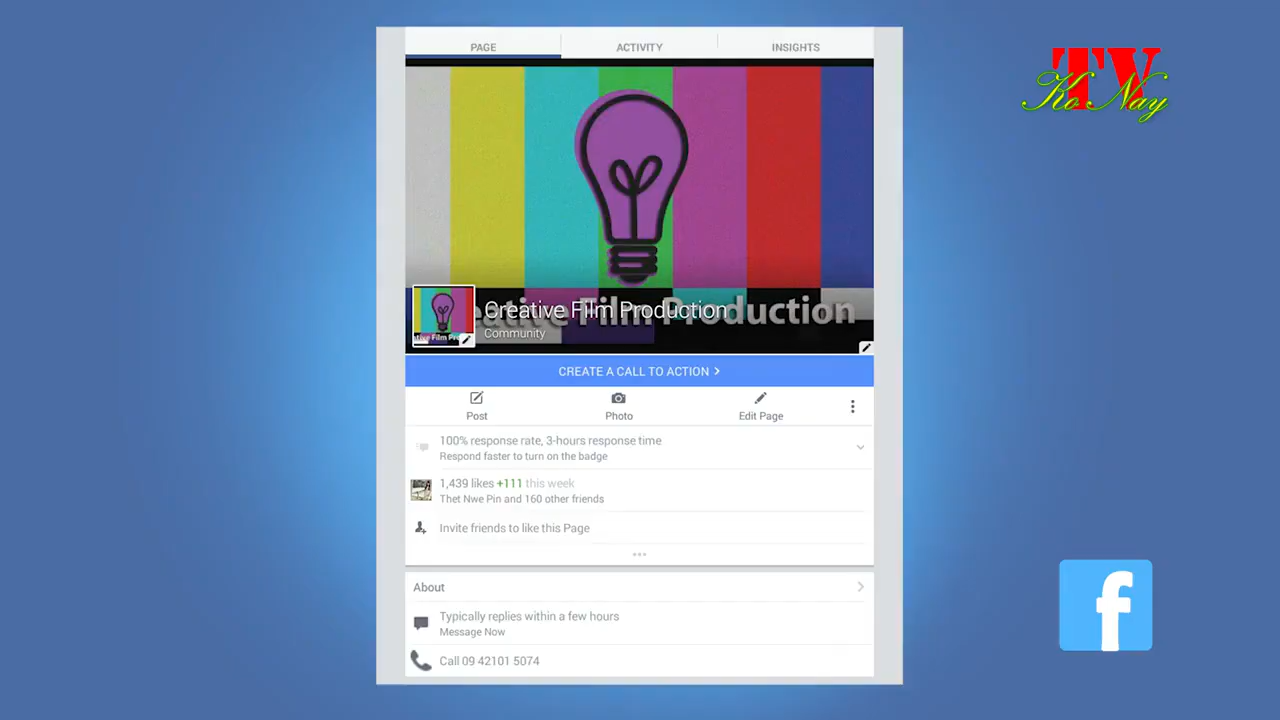 PAGE
ACTIVITY
INSIGHTS
TV
Ko Nay
Creative Film Production
Creative Film Production
Community
CREATE A CALL TO ACTION >
Post
Photo
Edit Page
100% response rate, 3-hours response time
Respond faster to turn on the badge
1,439 likes +111 this week
Thet Nwe Pin and 160 other friends
Invite friends to like this Page
About
Typically replies within a few hours
Message Now
Call 09 42101 5074
f